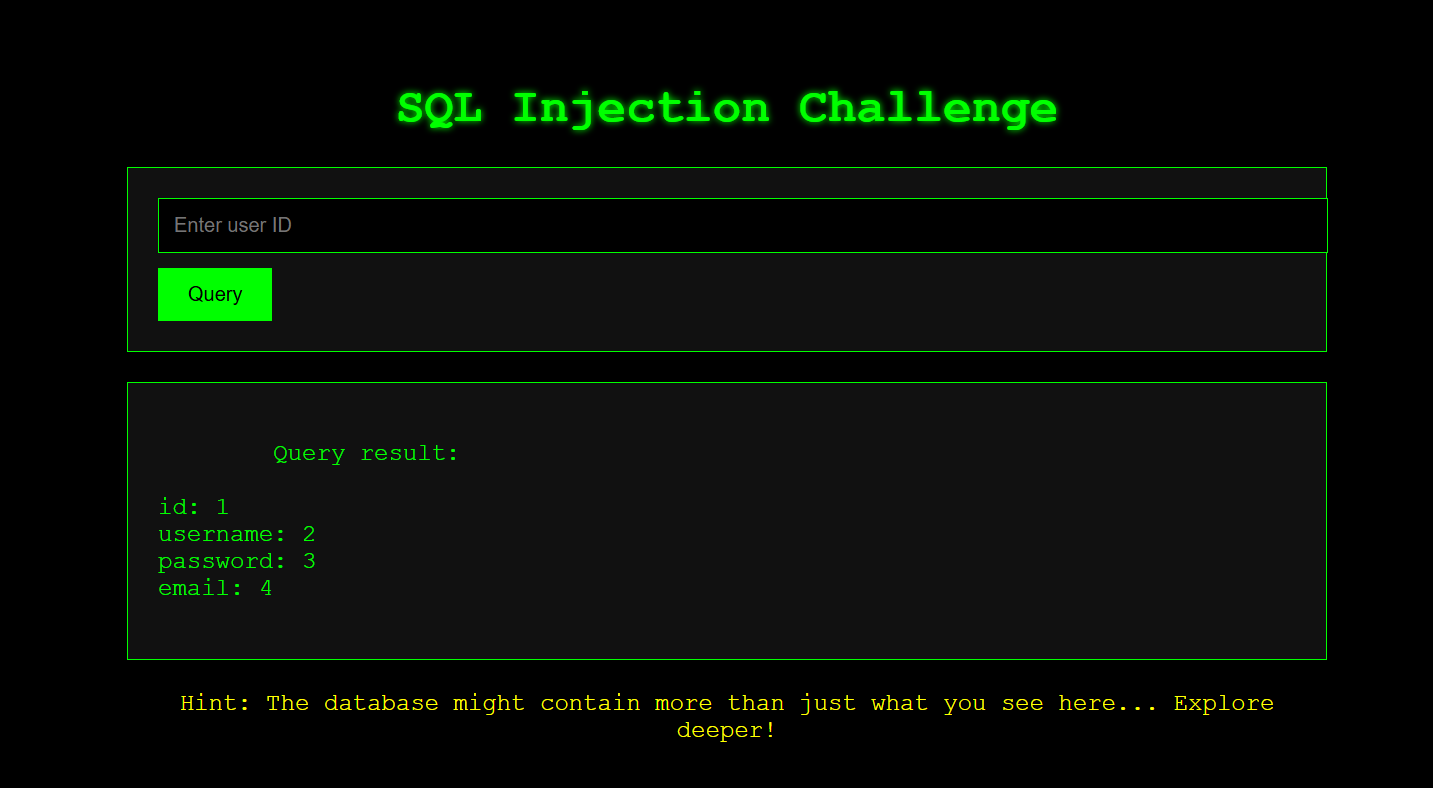 SQL Injection Challenge
Enter user ID
Query
Query result:
id: 1
username: 2
password: 3
email: 4
Hint: The database might contain more than just what you see here... Explore
deeper!